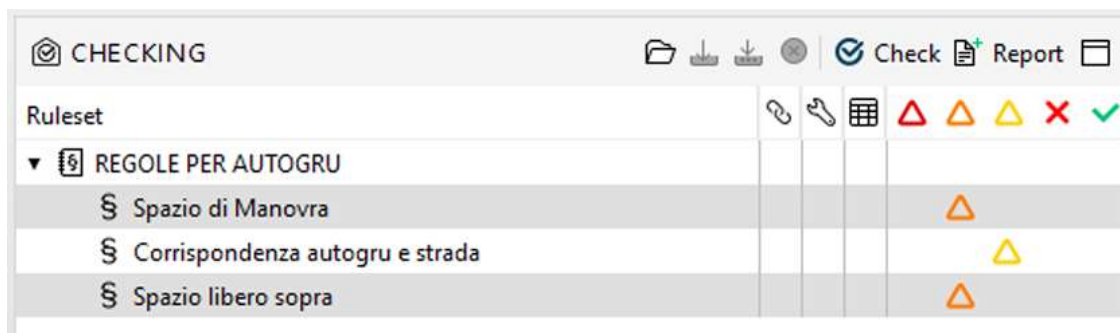 CHECKING Check Report
Ruleset
§ REGOLE PER AUTOGRU
§ Spazio di Manovra
§ Corrispondenza autogru e strada
§ Spazio libero sopra